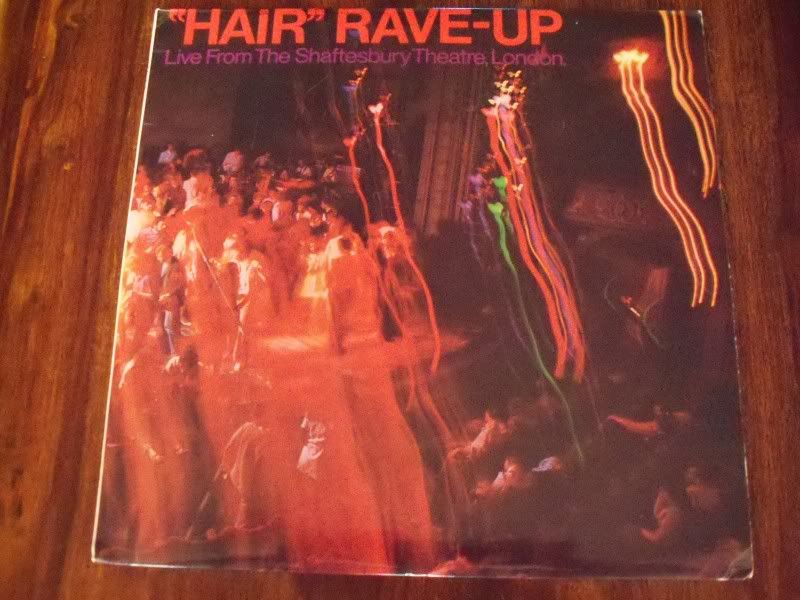 "HAIR" RAVE-UP
Live From The Shaftesbury Theatre, London.